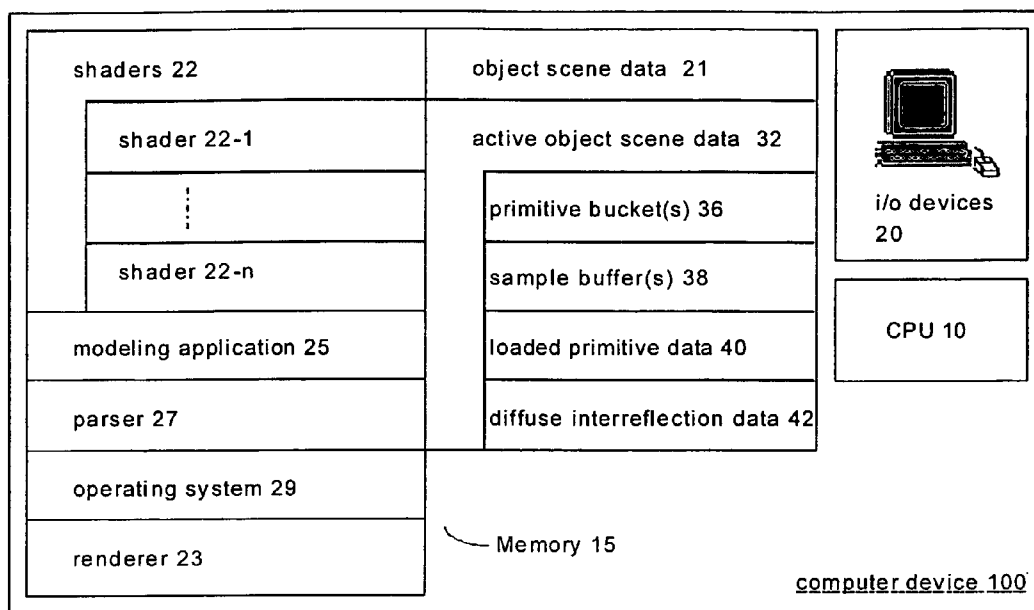 shaders 22
shader 22-1
shader 22-n
modeling application 25
parser 27
operating system 29
renderer 23
object scene data 21
active object scene data 32
primitive bucket(s) 36
sample buffer(s) 38
loaded primitive data 40
diffuse interreflection data 42
Memory 15
i/o devices
20
CPU 10
computer device 100